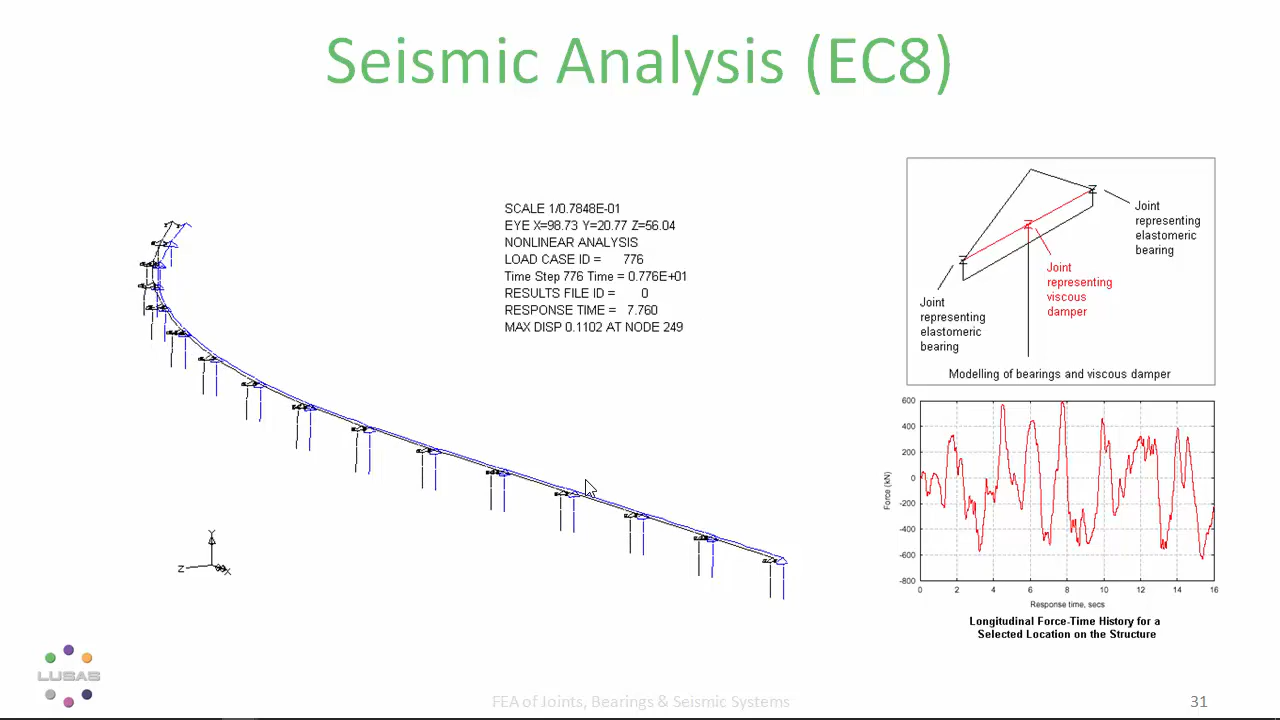 Seismic Analysis (EC8)
SCALE 1/0.7848E-01
EYE X=98.73 Y=20.77 Z=56.04
NONLINEAR ANALYSIS
LOAD CASE ID = 776
Time Step 776 Time = 0.776E+01
RESULTS FILE ID = 0
RESPONSE TIME = 7.760
MAX DISP 0.1102 AT NODE 249
Y
Z
X
Joint
representing
elastomeric
bearing
Joint
representing
viscous
damper
Joint
representing
elastomeric
bearing
Modelling of bearings and viscous damper
600
400
200
0
-200
-400
-600
-800
Force (kN)
0 2 4 6 8 10 12 14 16
Response time, secs
Longitudinal Force-Time History for a
Selected Location on the Structure
LUSAS
FEA of Joints, Bearings & Seismic Systems
31